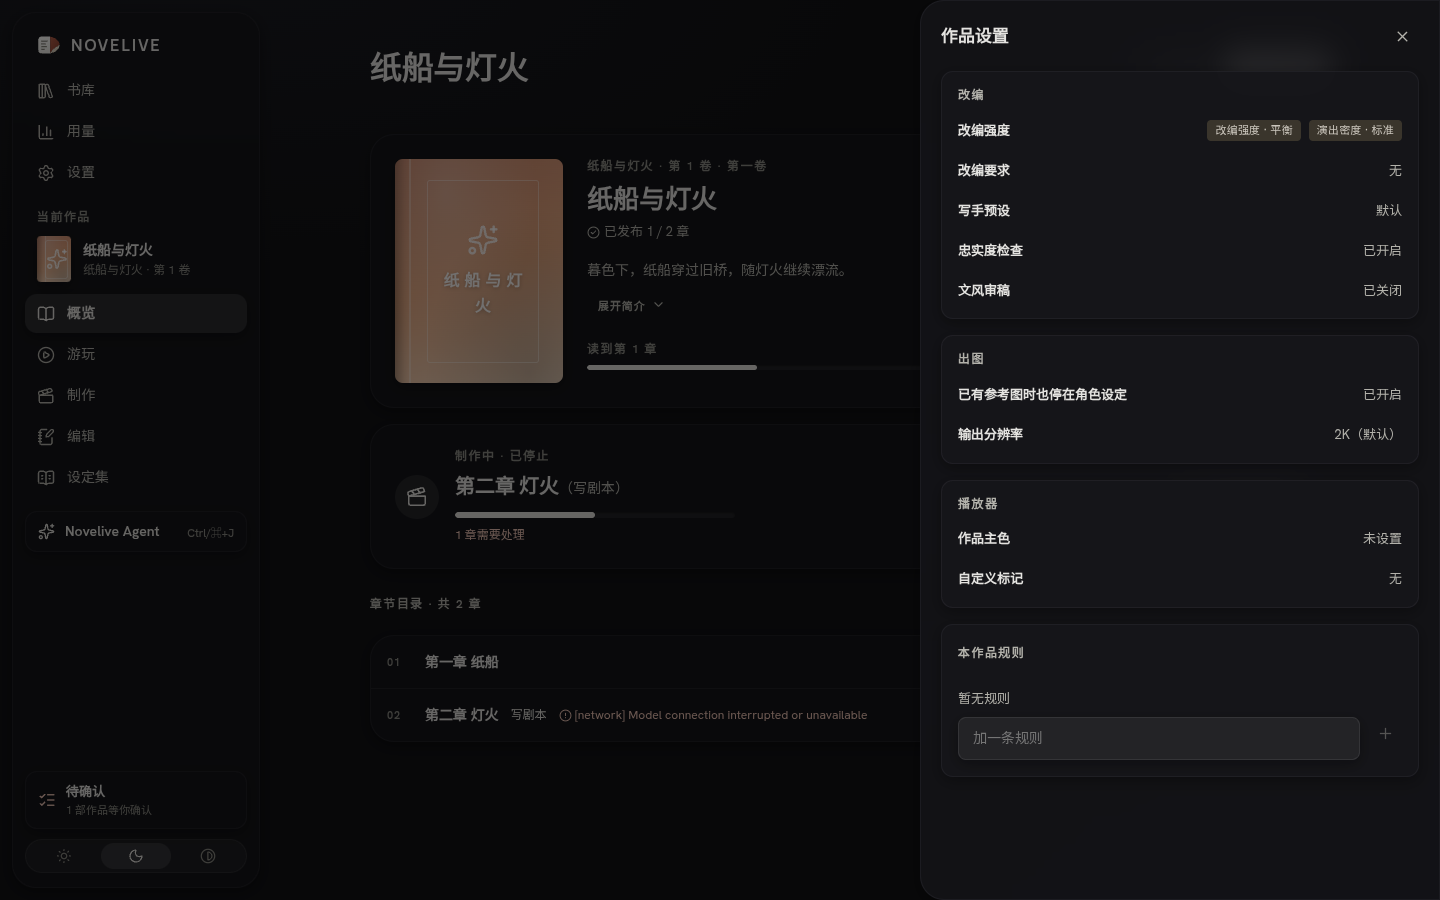 NOVELIVE
书库
用量
设置
当前作品
纸船与灯火
纸船与灯火 · 第 1 卷
概览
游玩
制作
编辑
设定集
Novelive Agent
Ctrl/⌘+J
待确认
1 部作品等你确认
纸船与灯火
纸船与灯
火
纸船与灯火 · 第 1 卷 · 第一卷
纸船与灯火
已发布 1 / 2 章
暮色下，纸船穿过旧桥，随灯火继续漂流。
展开简介
读到第 1 章
制作中 · 已停止
第二章 灯火（写剧本）
1 章需要处理
章节目录 · 共 2 章
01 第一章 纸船
02 第二章 灯火 写剧本 [network] Model connection interrupted or unavailable
作品设置
改编
改编强度 改编强度 · 平衡 演出密度 · 标准
改编要求 无
写手预设 默认
忠实度检查 已开启
文风审稿 已关闭
出图
已有参考图时也停在角色设定 已开启
输出分辨率 2K（默认）
播放器
作品主色 未设置
自定义标记 无
本作品规则
暂无规则
加一条规则